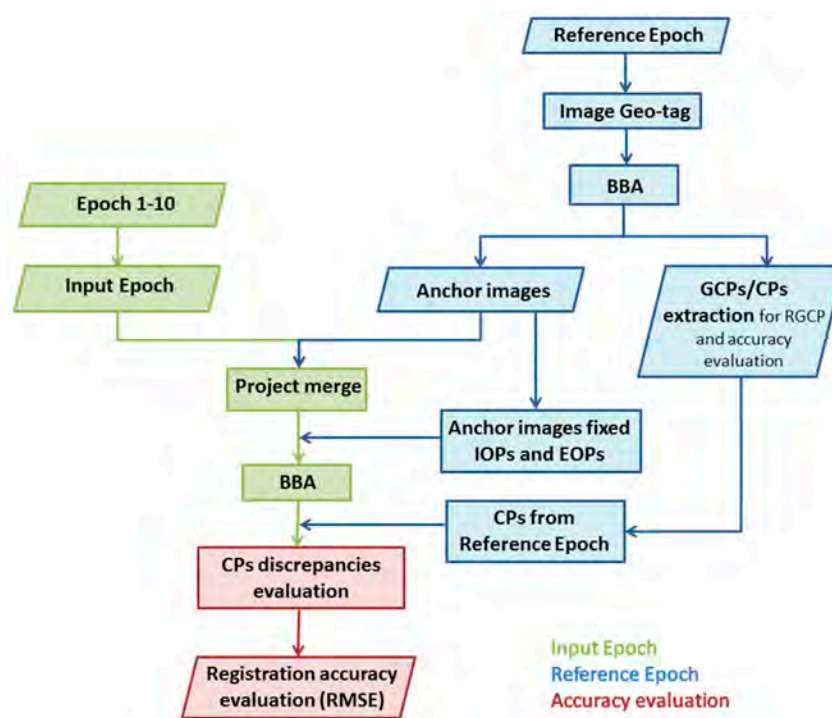 Reference Epoch
Image Geo-tag
BBA
Epoch 1-10
Input Epoch
Anchor images
GCPs/CPs
extraction for RGCP
and accuracy
evaluation
Project merge
Anchor images fixed
IOPs and EOPs
BBA
CPs from
Reference Epoch
CPs discrepancies
evaluation
Registration accuracy
evaluation (RMSE)
Input Epoch
Reference Epoch
Accuracy evaluation